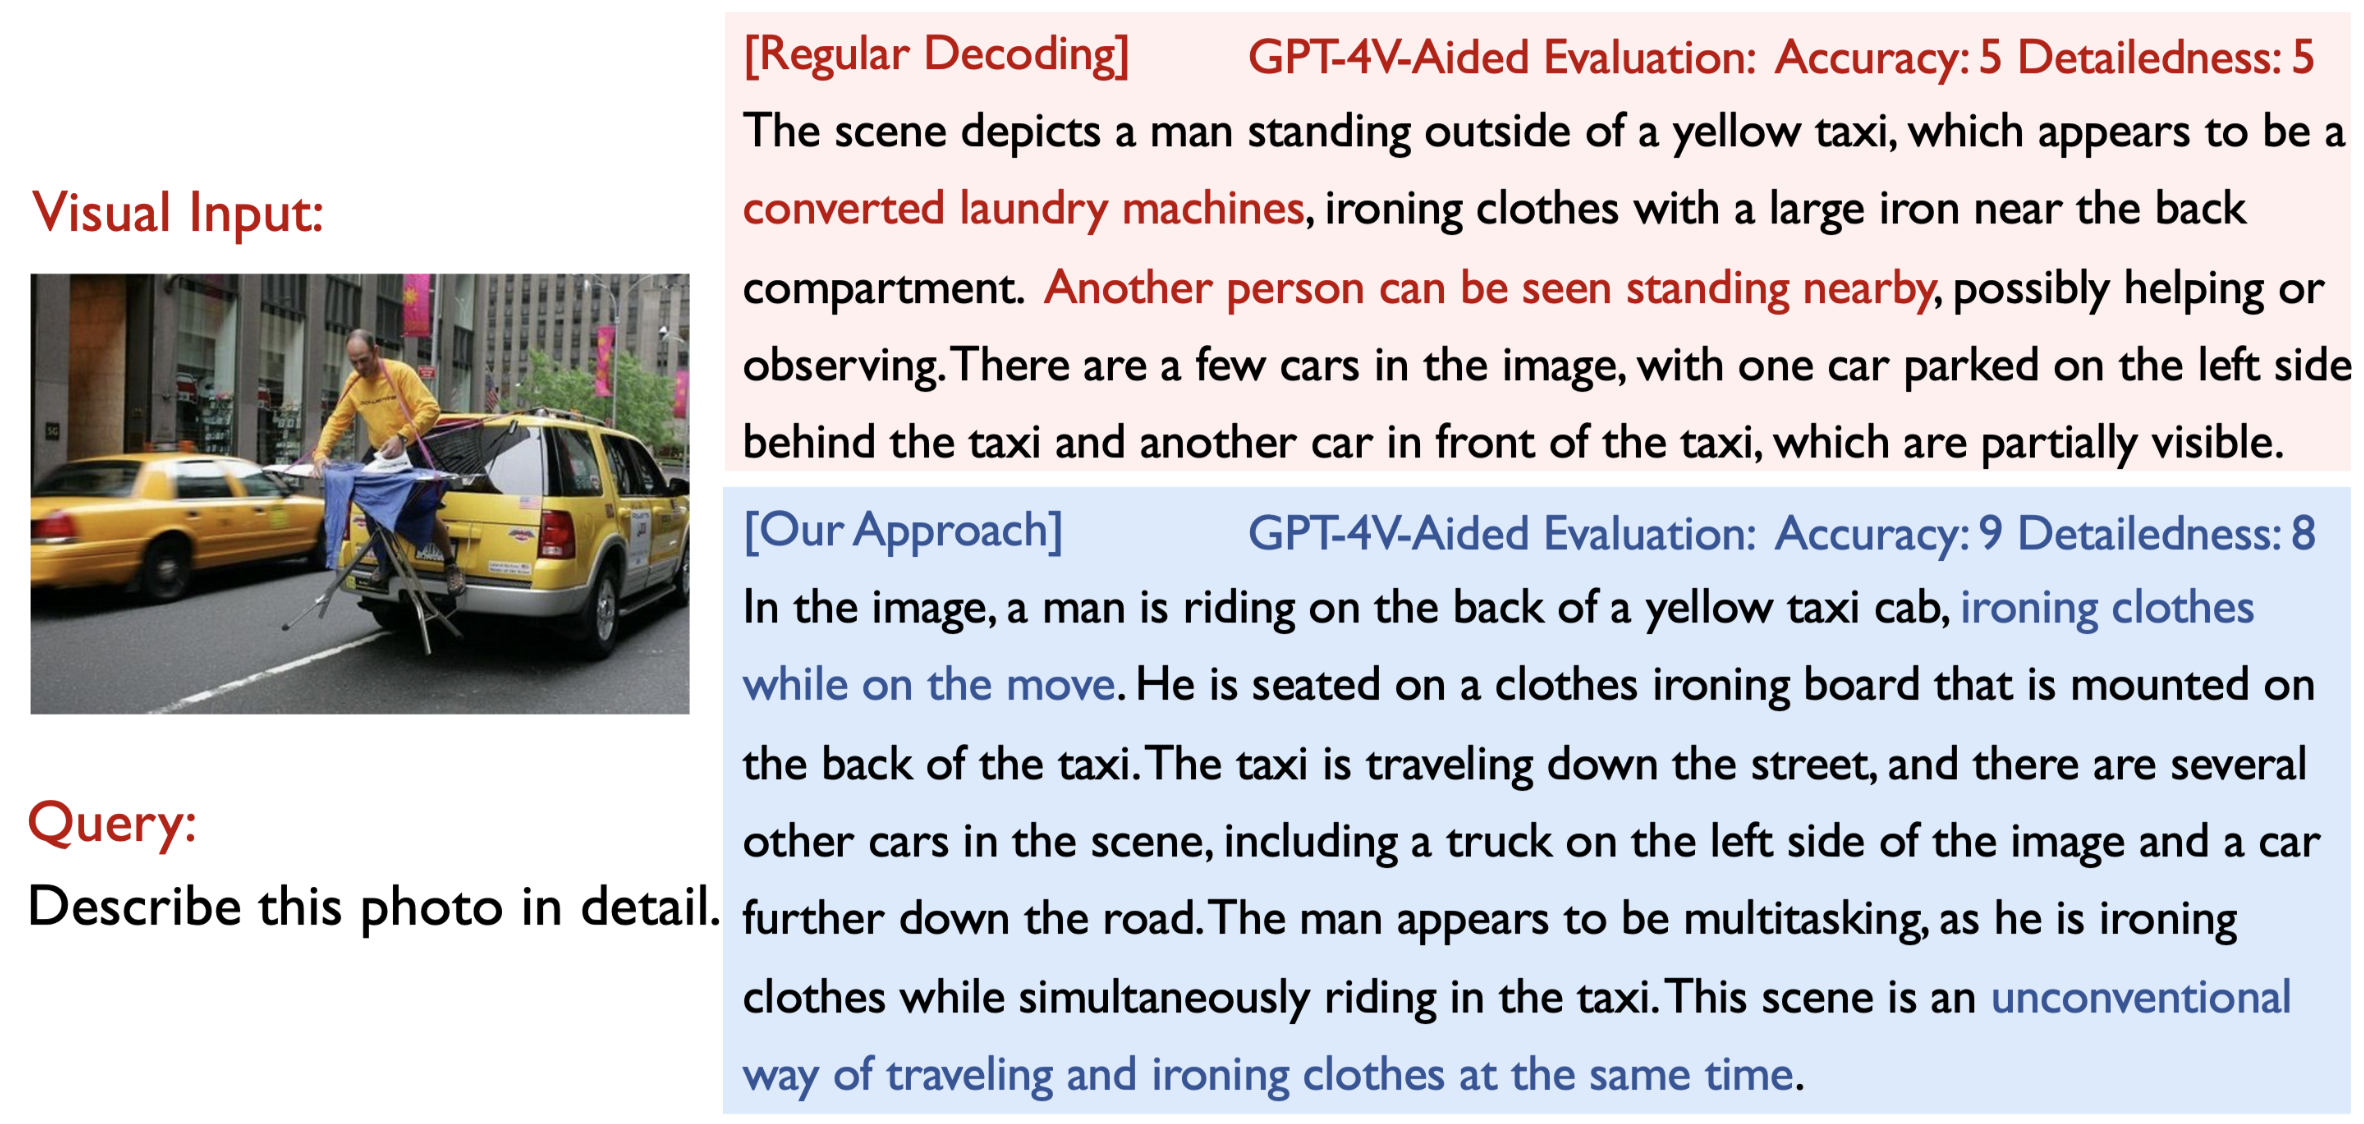 Visual Input:
Query:
Describe this photo in detail.
[Regular Decoding] GPT-4V-Aided Evaluation: Accuracy: 5 Detailedness: 5
The scene depicts a man standing outside of a yellow taxi, which appears to be a
converted laundry machines, ironing clothes with a large iron near the back
compartment. Another person can be seen standing nearby, possibly helping or
observing. There are a few cars in the image, with one car parked on the left side
behind the taxi and another car in front of the taxi, which are partially visible.
[Our Approach] GPT-4V-Aided Evaluation: Accuracy: 9 Detailedness: 8
In the image, a man is riding on the back of a yellow taxi cab, ironing clothes
while on the move. He is seated on a clothes ironing board that is mounted on
the back of the taxi. The taxi is traveling down the street, and there are several
other cars in the scene, including a truck on the left side of the image and a car
further down the road. The man appears to be multitasking, as he is ironing
clothes while simultaneously riding in the taxi. This scene is an unconventional
way of traveling and ironing clothes at the same time.